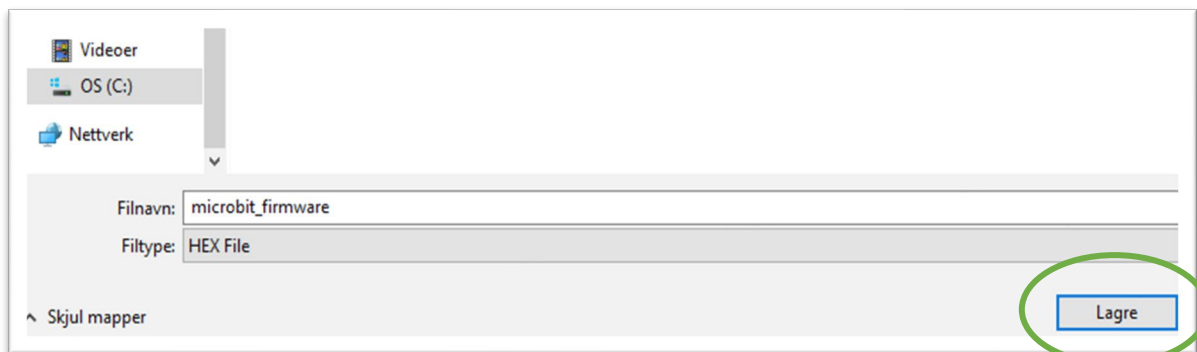 Videoer
OS (C:)
Nettverk
Filnavn: microbit_firmware
Filtype: HEX File
Skjul mapper
Lagre